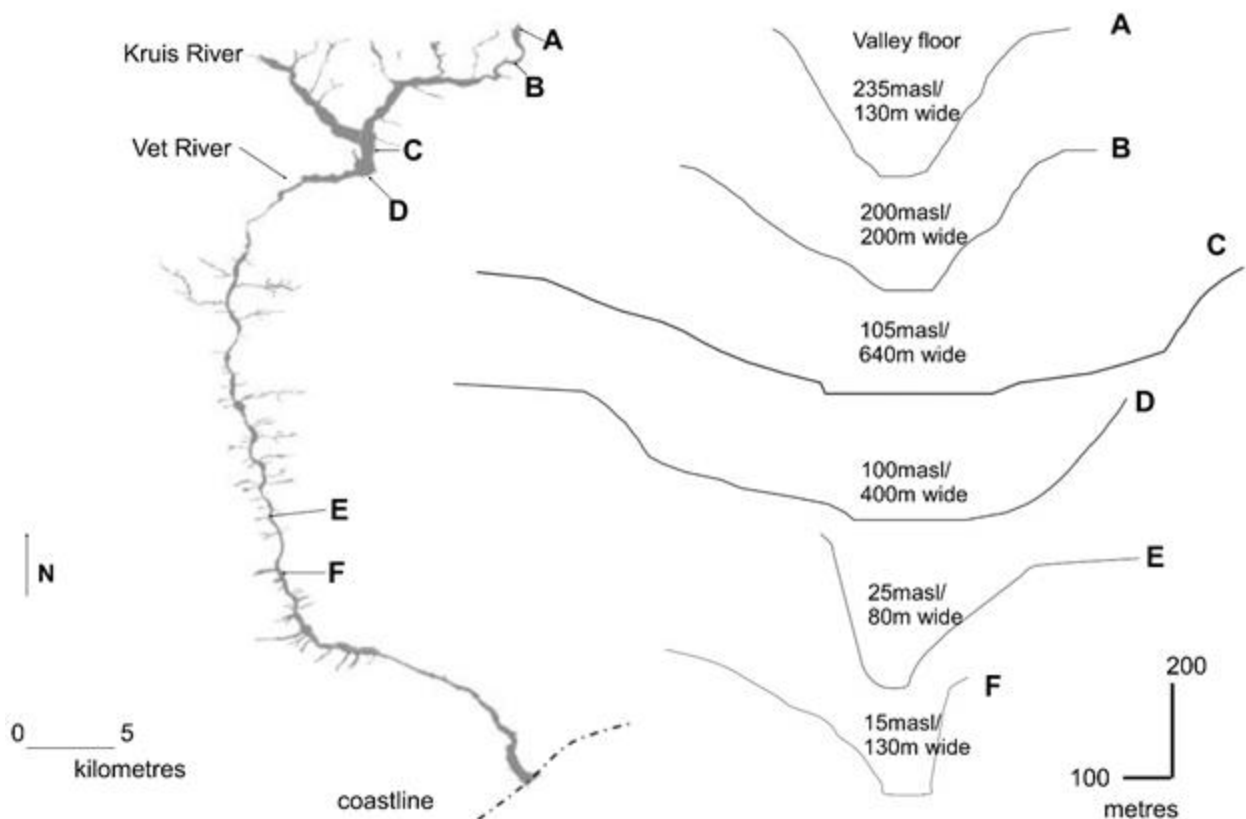 Kruis River
A
B
Vet River
C
D
E
F
N
0 5
kilometres
coastline
Valley floor
A
235masl/
130m wide
B
200masl/
200m wide
C
105masl/
640m wide
D
100masl/
400m wide
E
25masl/
80m wide
F
15masl/
130m wide
200
100
metres